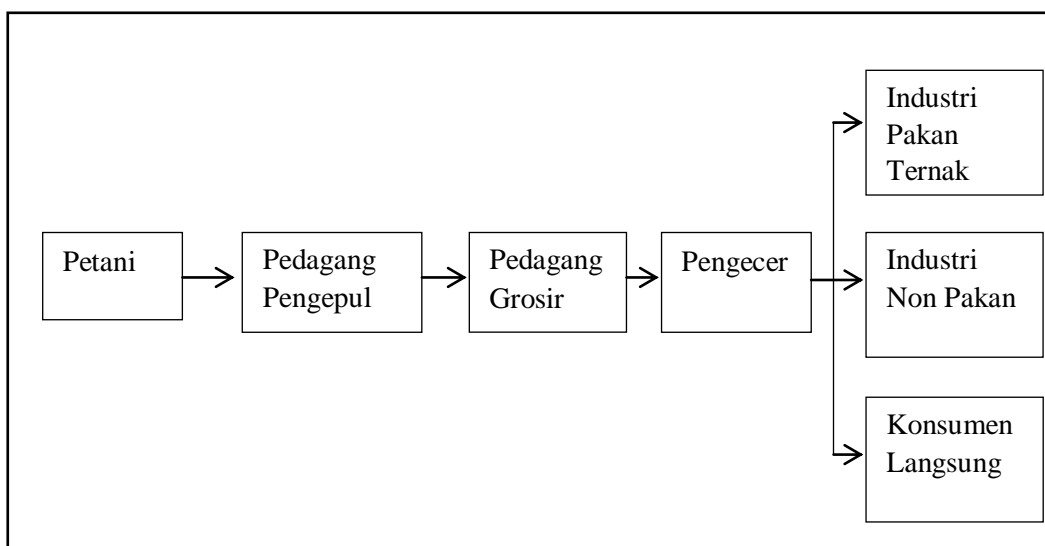 Petani
Pedagang
Pengepul
Pedagang
Grosir
Pengecer
Industri
Pakan
Ternak
Industri
Non Pakan
Konsumen
Langsung